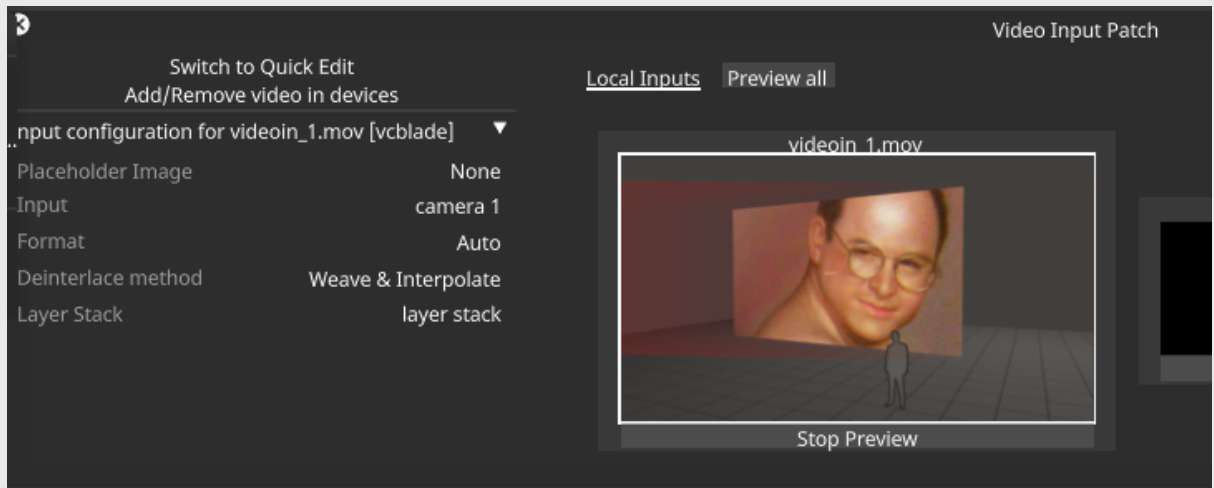 Video Input Patch
Switch to Quick Edit
Add/Remove video in devices
nput configuration for videoin_1.mov [vcblade]
Placeholder Image None
Input camera 1
Format Auto
Deinterlace method Weave & Interpolate
Layer Stack layer stack
Local Inputs Preview all
videoin_1.mov
Stop Preview